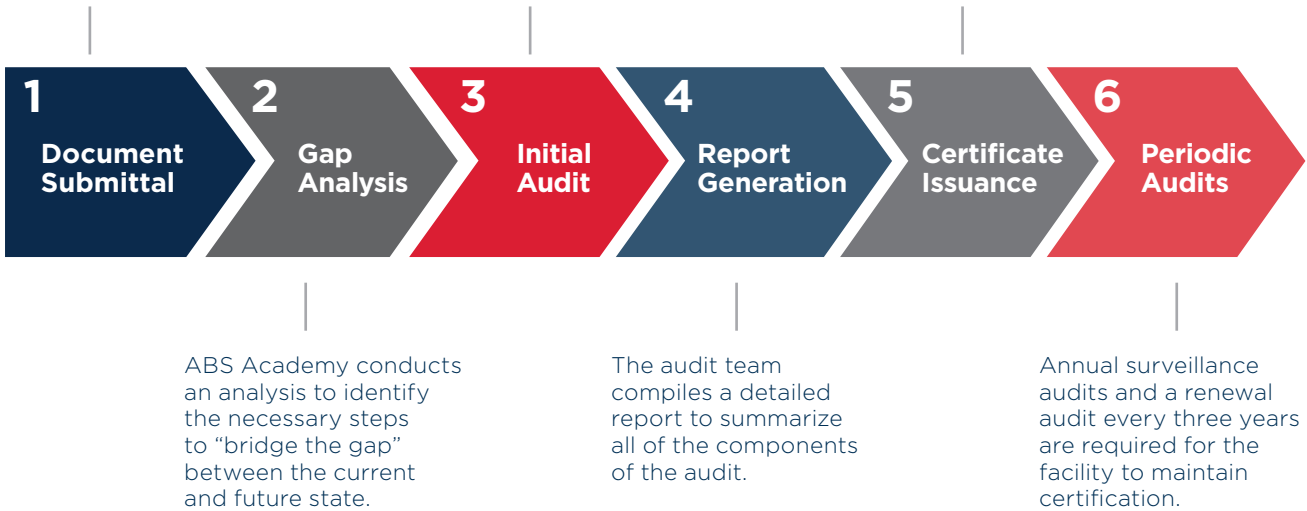 1
Document
Submittal
2
Gap
Analysis
3
Initial
Audit
4
Report
Generation
5
Certificate
Issuance
6
Periodic
Audits
ABS Academy conducts
an analysis to identify
the necessary steps
to “bridge the gap”
between the current
and future state.
The audit team
compiles a detailed
report to summarize
all of the components
of the audit.
Annual surveillance
audits and a renewal
audit every three years
are required for the
facility to maintain
certification.